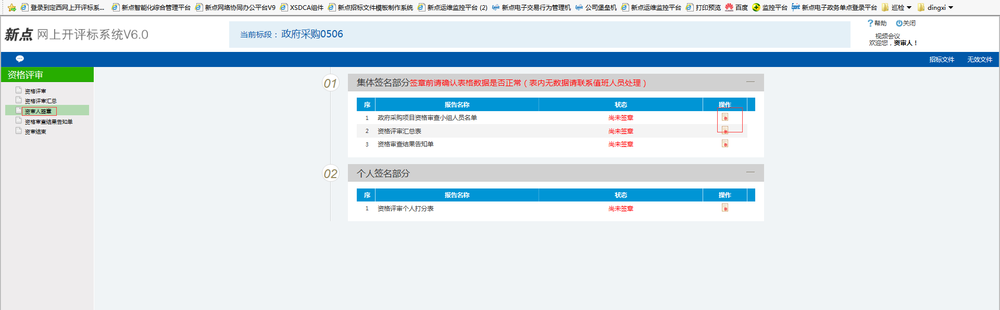 登录到定西网上开评标系... 新点智能化综合管理平台 新点网络协同办公平台V9 XSDCA组件 新点招标文件模板制作系统 新点运维监控平台 (2) 新点电子交易行为管理机 公司堡垒机 新点运维监控平台 打印预览 百度 监控平台 新点电子政务单点登录平台 巡检 dingxi
新点 网上开评标系统V6.0
当前标段： 政府采购0506
帮助 关闭
视频会议
欢迎您，资审人！
招标文件 无效文件
资格评审
资格评审
资格评审汇总
资审人签章
资格审查结果告知单
资审结束
01 集体签名部分签章前请确认表格数据是否正常（表内无数据请联系值班人员处理）
序 报告名称 状态 操作
1 政府采购项目资格审查小组人员名单 尚未签章
2 资格评审汇总表 尚未签章
3 资格审查结果告知单 尚未签章
02 个人签名部分
序 报告名称 状态 操作
1 资格评审个人打分表 尚未签章